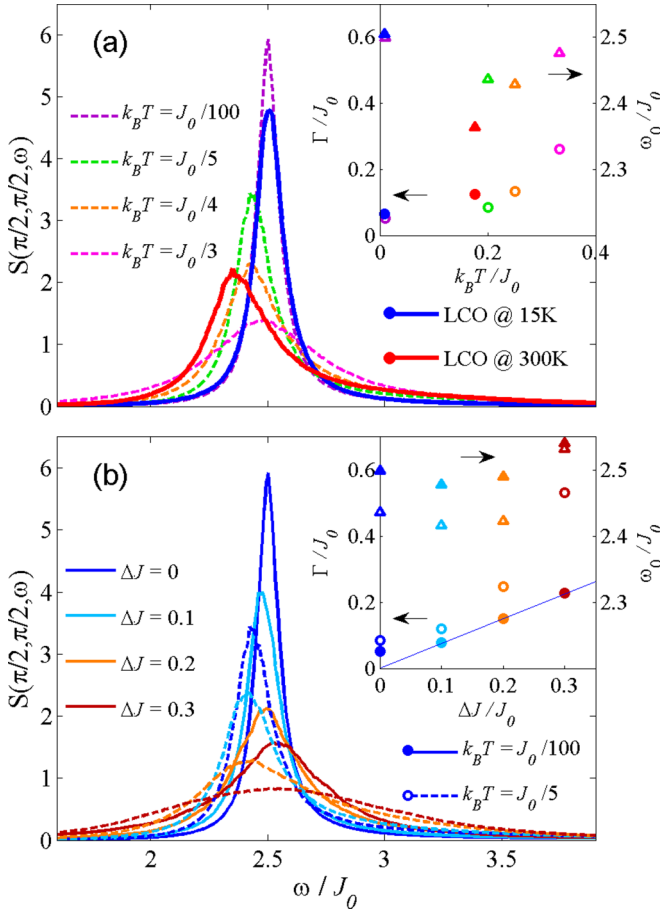 (a)
6
5
4
3
2
1
0
S(π/2,π/2,ω)
k_B T = J_0 /100
k_B T = J_0 /5
k_B T = J_0 /4
k_B T = J_0 /3
0.6
0.4
0.2
0
Γ / J_0
2.5
2.4
2.3
ω_0 / J_0
0 0.2 0.4
k_B T / J_0
LCO @ 15K
LCO @ 300K
(b)
6
5
4
3
2
1
0
S(π/2,π/2,ω)
ΔJ = 0
ΔJ = 0.1
ΔJ = 0.2
ΔJ = 0.3
0.6
0.4
0.2
0
Γ / J_0
2.5
2.4
2.3
ω_0 / J_0
0 0.1 0.2 0.3
ΔJ / J_0
k_B T = J_0 /100
k_B T = J_0 /5
2 2.5 3 3.5
ω / J_0